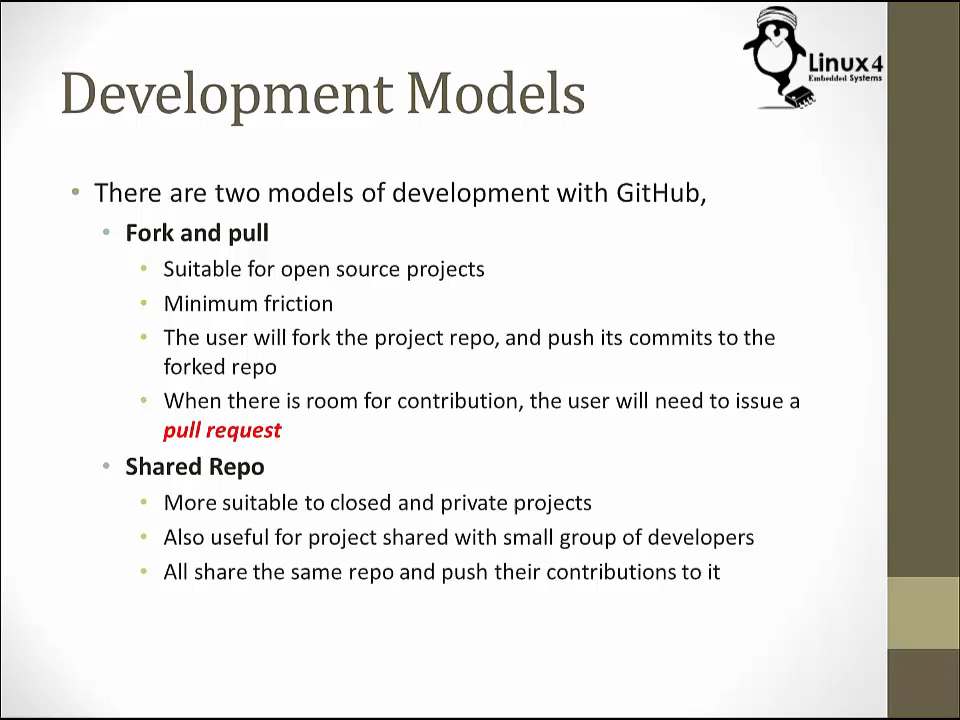 Linux4
Embedded Systems
Development Models
• There are two models of development with GitHub,
• Fork and pull
• Suitable for open source projects
• Minimum friction
• The user will fork the project repo, and push its commits to the
forked repo
• When there is room for contribution, the user will need to issue a
pull request
• Shared Repo
• More suitable to closed and private projects
• Also useful for project shared with small group of developers
• All share the same repo and push their contributions to it